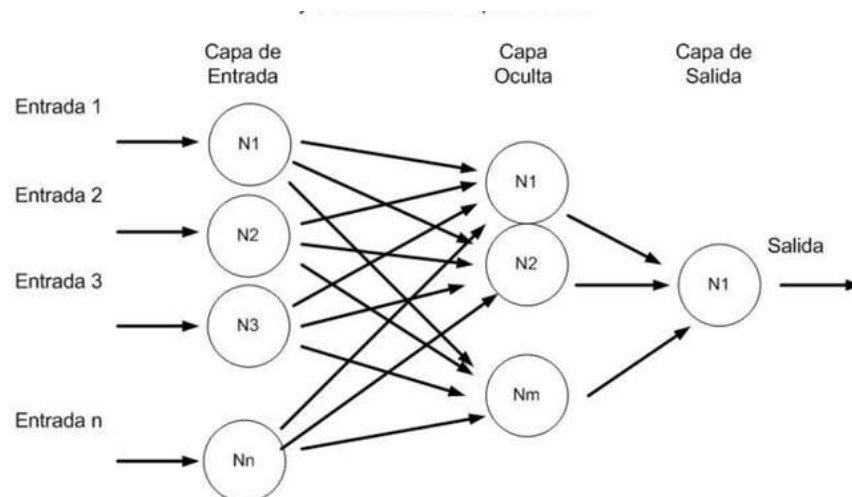 Capa de
Entrada
Capa
Oculta
Capa de
Salida
Entrada 1
N1
Entrada 2
N2
Entrada 3
N3
Entrada n
Nn
N1
N2
Nm
N1
Salida